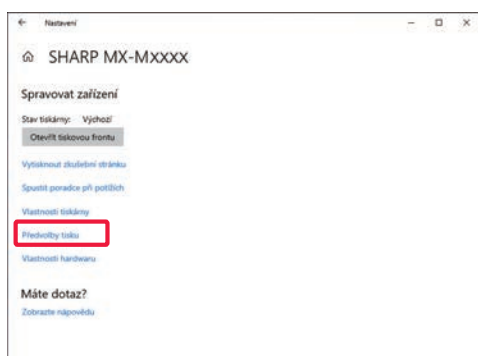 Nastavení
SHARP MX-MXXXX
Spravovat zařízení
Stav tiskárny: Výchozí
Otevřít tiskovou frontu
Vytisknout zkušební stránku
Spustit poradce při potížích
Vlastnosti tiskárny
Předvolby tisku
Vlastnosti hardwaru
Máte dotaz?
Zobrazte nápovědu